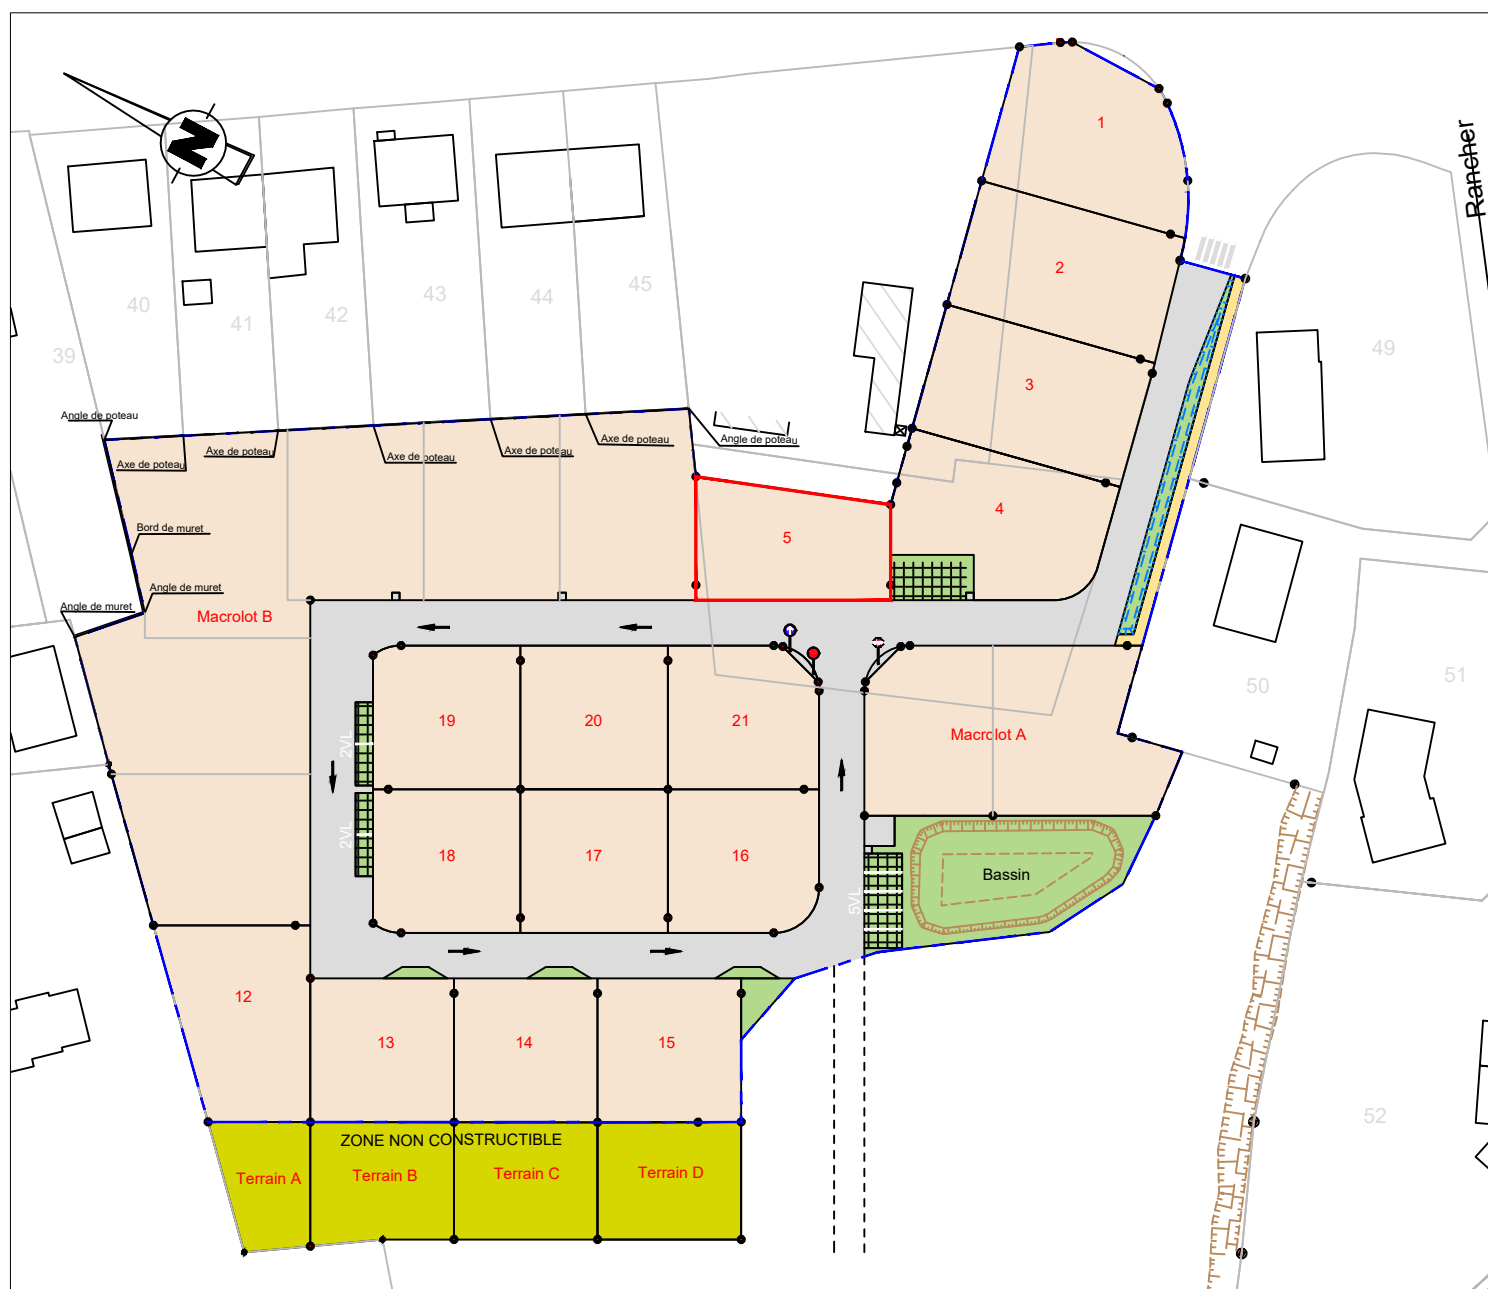 N
Rancher
1
2
3
4
5
39
40
41
42
43
44
45
49
50
51
52
Angle de poteau
Axe de poteau
Axe de poteau
Axe de poteau
Axe de poteau
Axe de poteau
Angle de poteau
Bord de muret
Angle de muret
Angle de muret
Macrolot B
19
20
21
Macrolot A
2VL
2VL
18
17
16
5VL
Bassin
12
13
14
15
ZONE NON CONSTRUCTIBLE
Terrain A
Terrain B
Terrain C
Terrain D